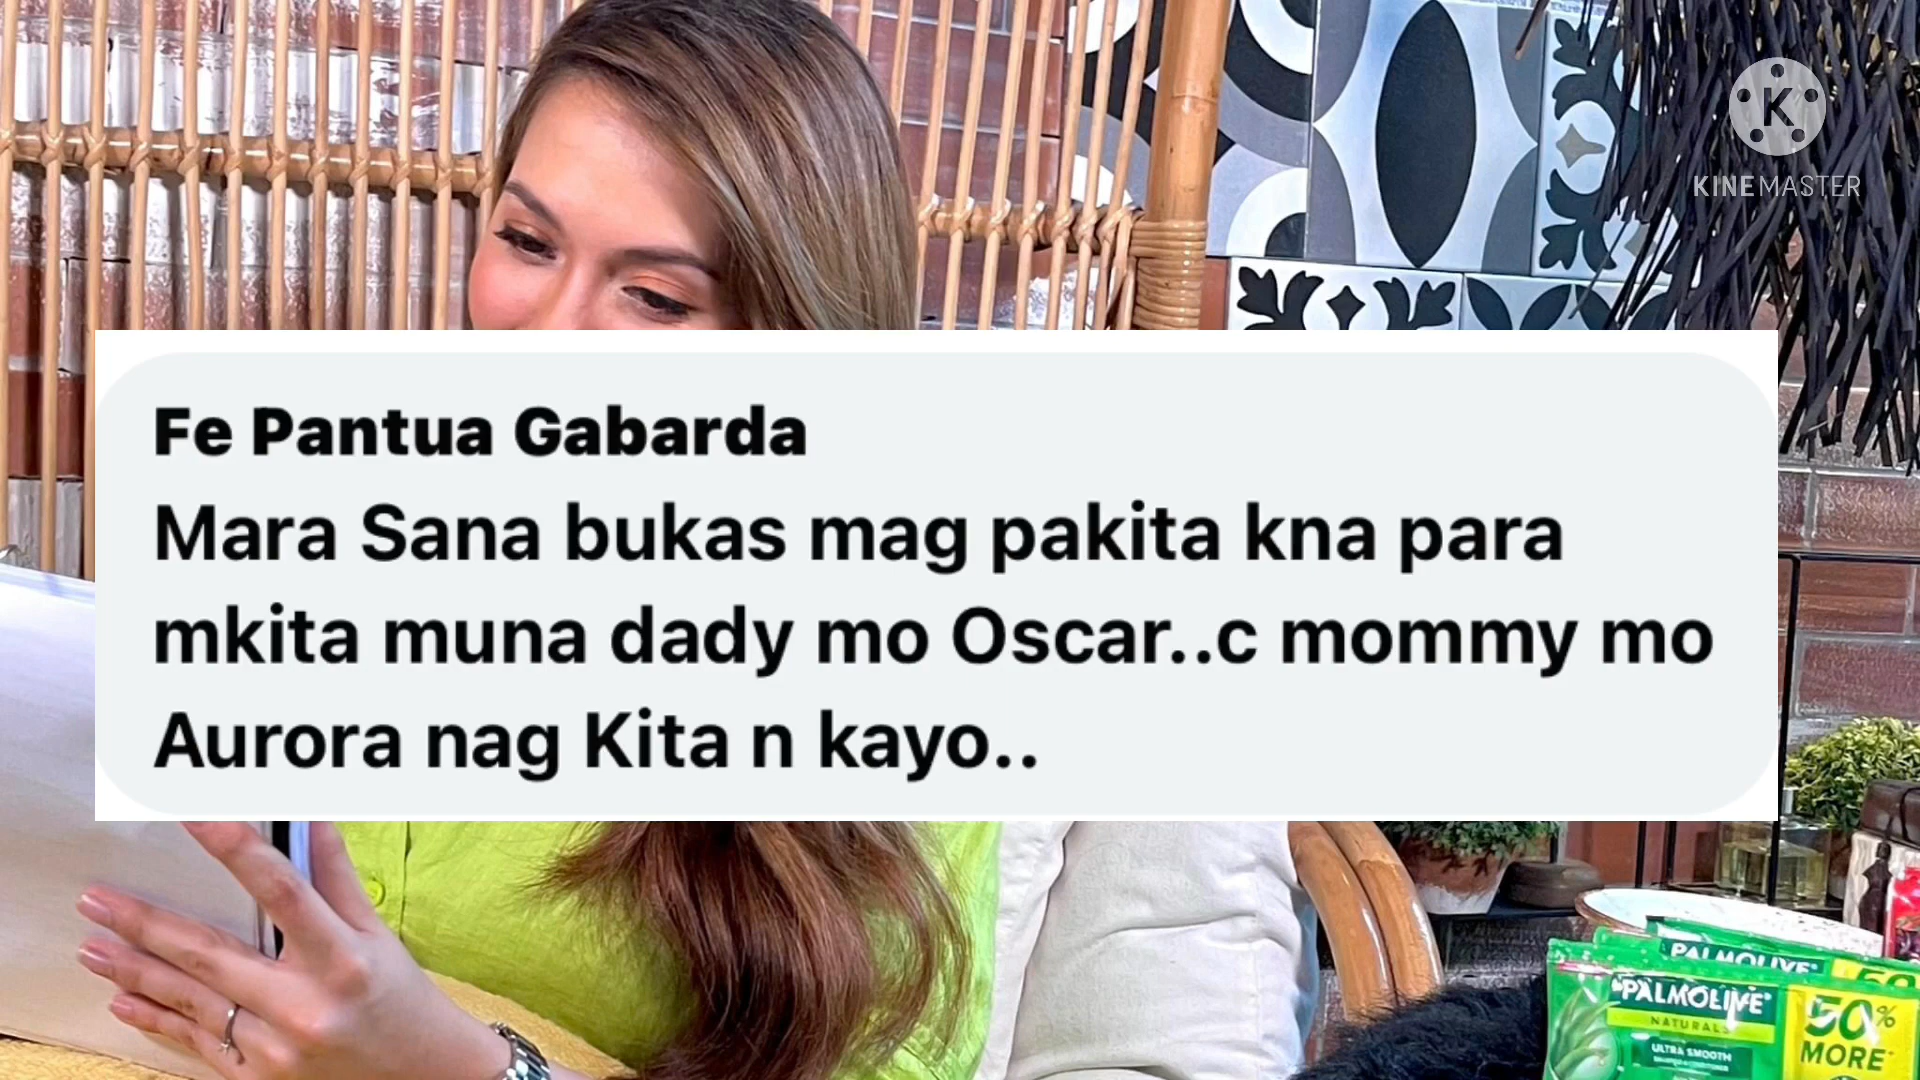 K
KINEMASTER
Fe Pantua Gabarda
Mara Sana bukas mag pakita kna para
mkita muna dady mo Oscar..c mommy mo
Aurora nag Kita n kayo..
PALMOLIVE
PALMOLIVE
NATURALS
ULTRA SMOOTH
50%
MORE